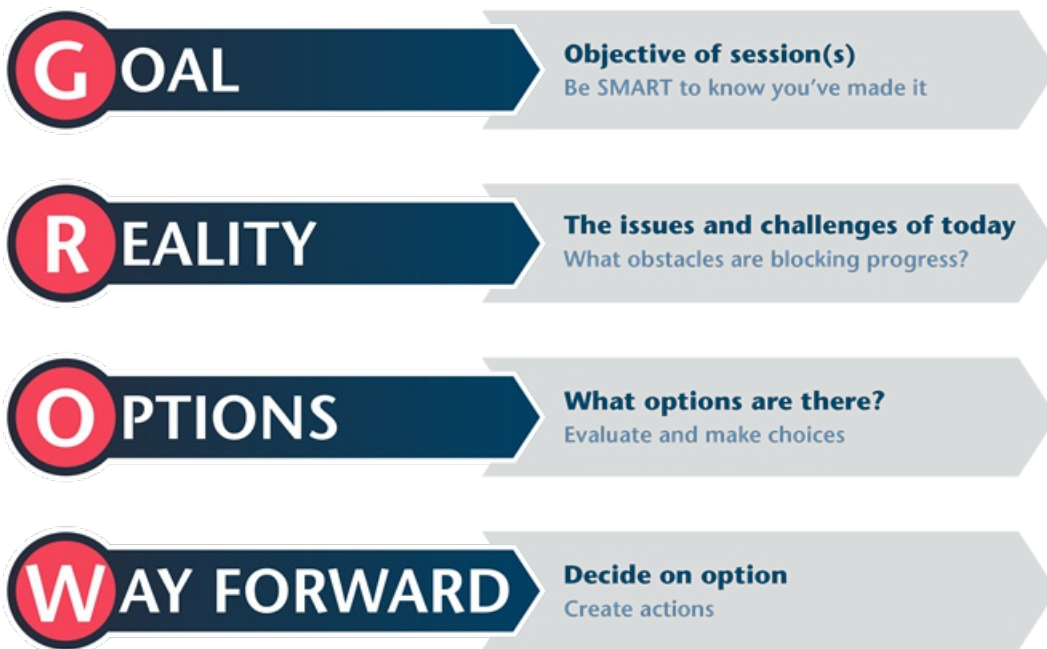 GOAL
Objective of session(s)
Be SMART to know you've made it
REALITY
The issues and challenges of today
What obstacles are blocking progress?
OPTIONS
What options are there?
Evaluate and make choices
WAY FORWARD
Decide on option
Create actions